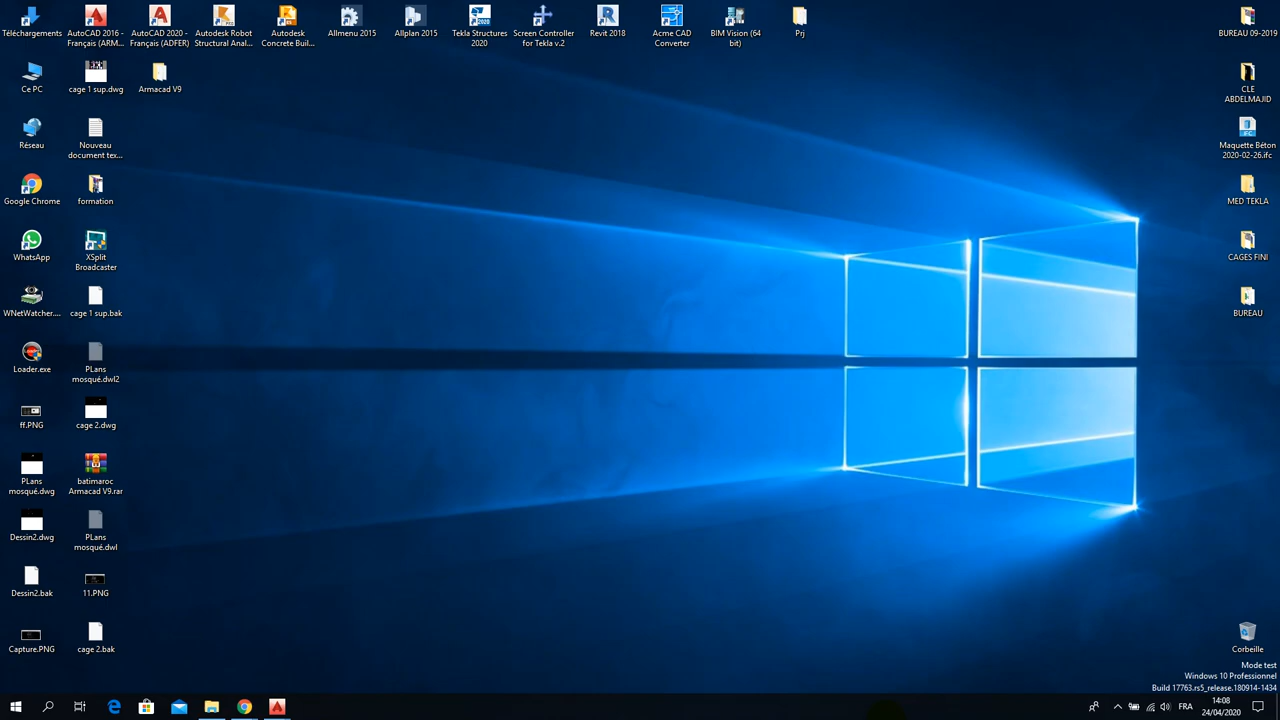 Téléchargements
AutoCAD 2016 -
Français (ARM...
AutoCAD 2020 -
Français (ADFER)
Autodesk Robot
Structural Anal...
Autodesk
Concrete Buil...
Allmenu 2015
Allplan 2015
Tekla Structures
2020
Screen Controller
for Tekla v.2
Revit 2018
Acme CAD
Converter
BIM Vision (64
bit)
Prj
BUREAU 09-2019
Ce PC
cage 1 sup.dwg
Armacad V9
CLE
ABDELMAJID
Réseau
Nouveau
document tex...
Maquette Béton
2020-02-26.ifc
Google Chrome
formation
MED TEKLA
WhatsApp
XSplit
Broadcaster
CAGES FINI
WNetWatcher....
cage 1 sup.bak
BUREAU
Loader.exe
PLans
mosqué.dwl2
ff.PNG
cage 2.dwg
PLans
mosqué.dwg
batimaroc
Armacad V9.rar
Dessin2.dwg
PLans
mosqué.dwl
Dessin2.bak
11.PNG
Capture.PNG
cage 2.bak
Corbeille
Mode test
Windows 10 Professionnel
Build 17763.rs5_release.180914-1434
FRA
14:08
24/04/2020